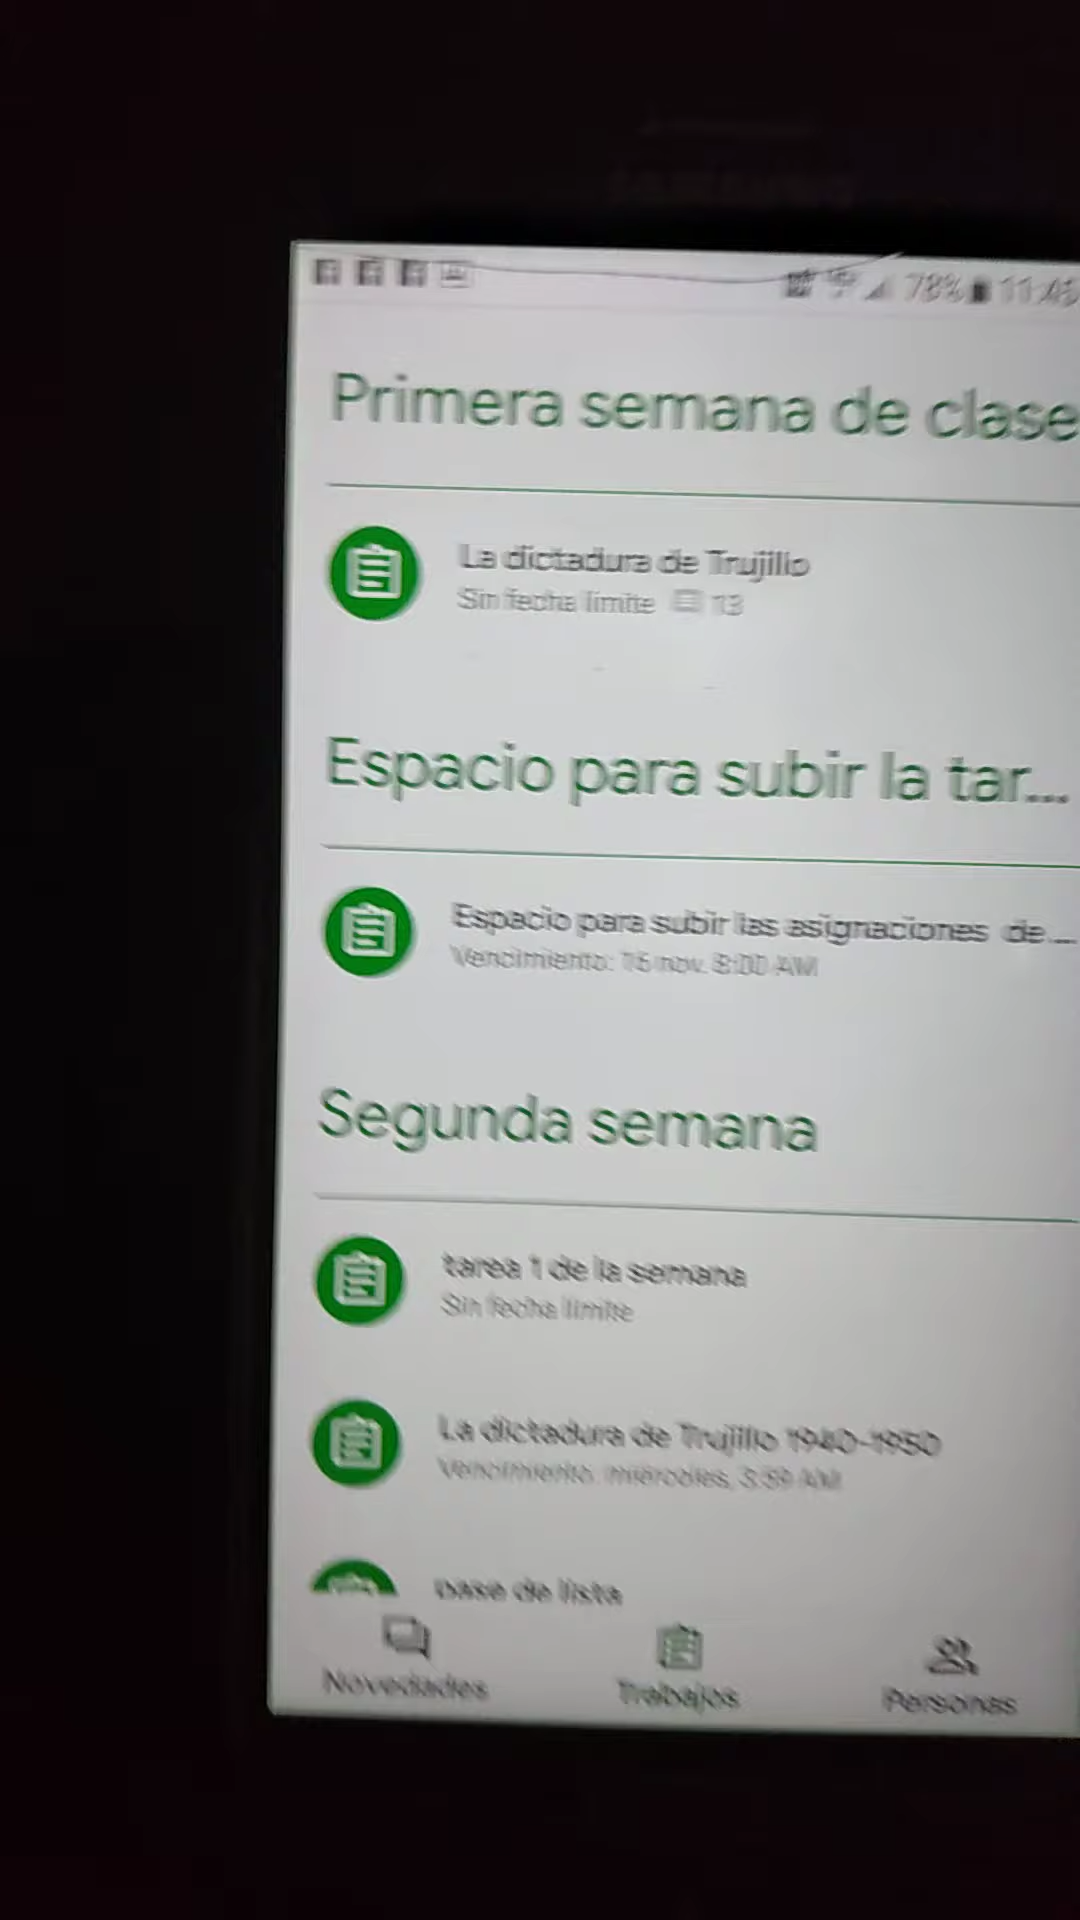 78% 11:4
Primera semana de clase
La dictadura de Trujillo
Sin fecha límite 13
Espacio para subir la tar...
Espacio para subir las asignaciones de...
Vencimiento: 16 nov. 8:00 AM
Segunda semana
tarea 1 de la semana
Sin fecha límite
La dictadura de Trujillo 1940-1950
Vencimiento: miércoles, 3:59 AM
pase de lista
Novedades Trabajos Personas